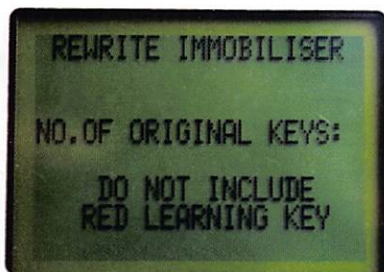 REWRITE IMMOBILISER
NO.OF ORIGINAL KEYS:
DO NOT INCLUDE
RED LEARNING KEY